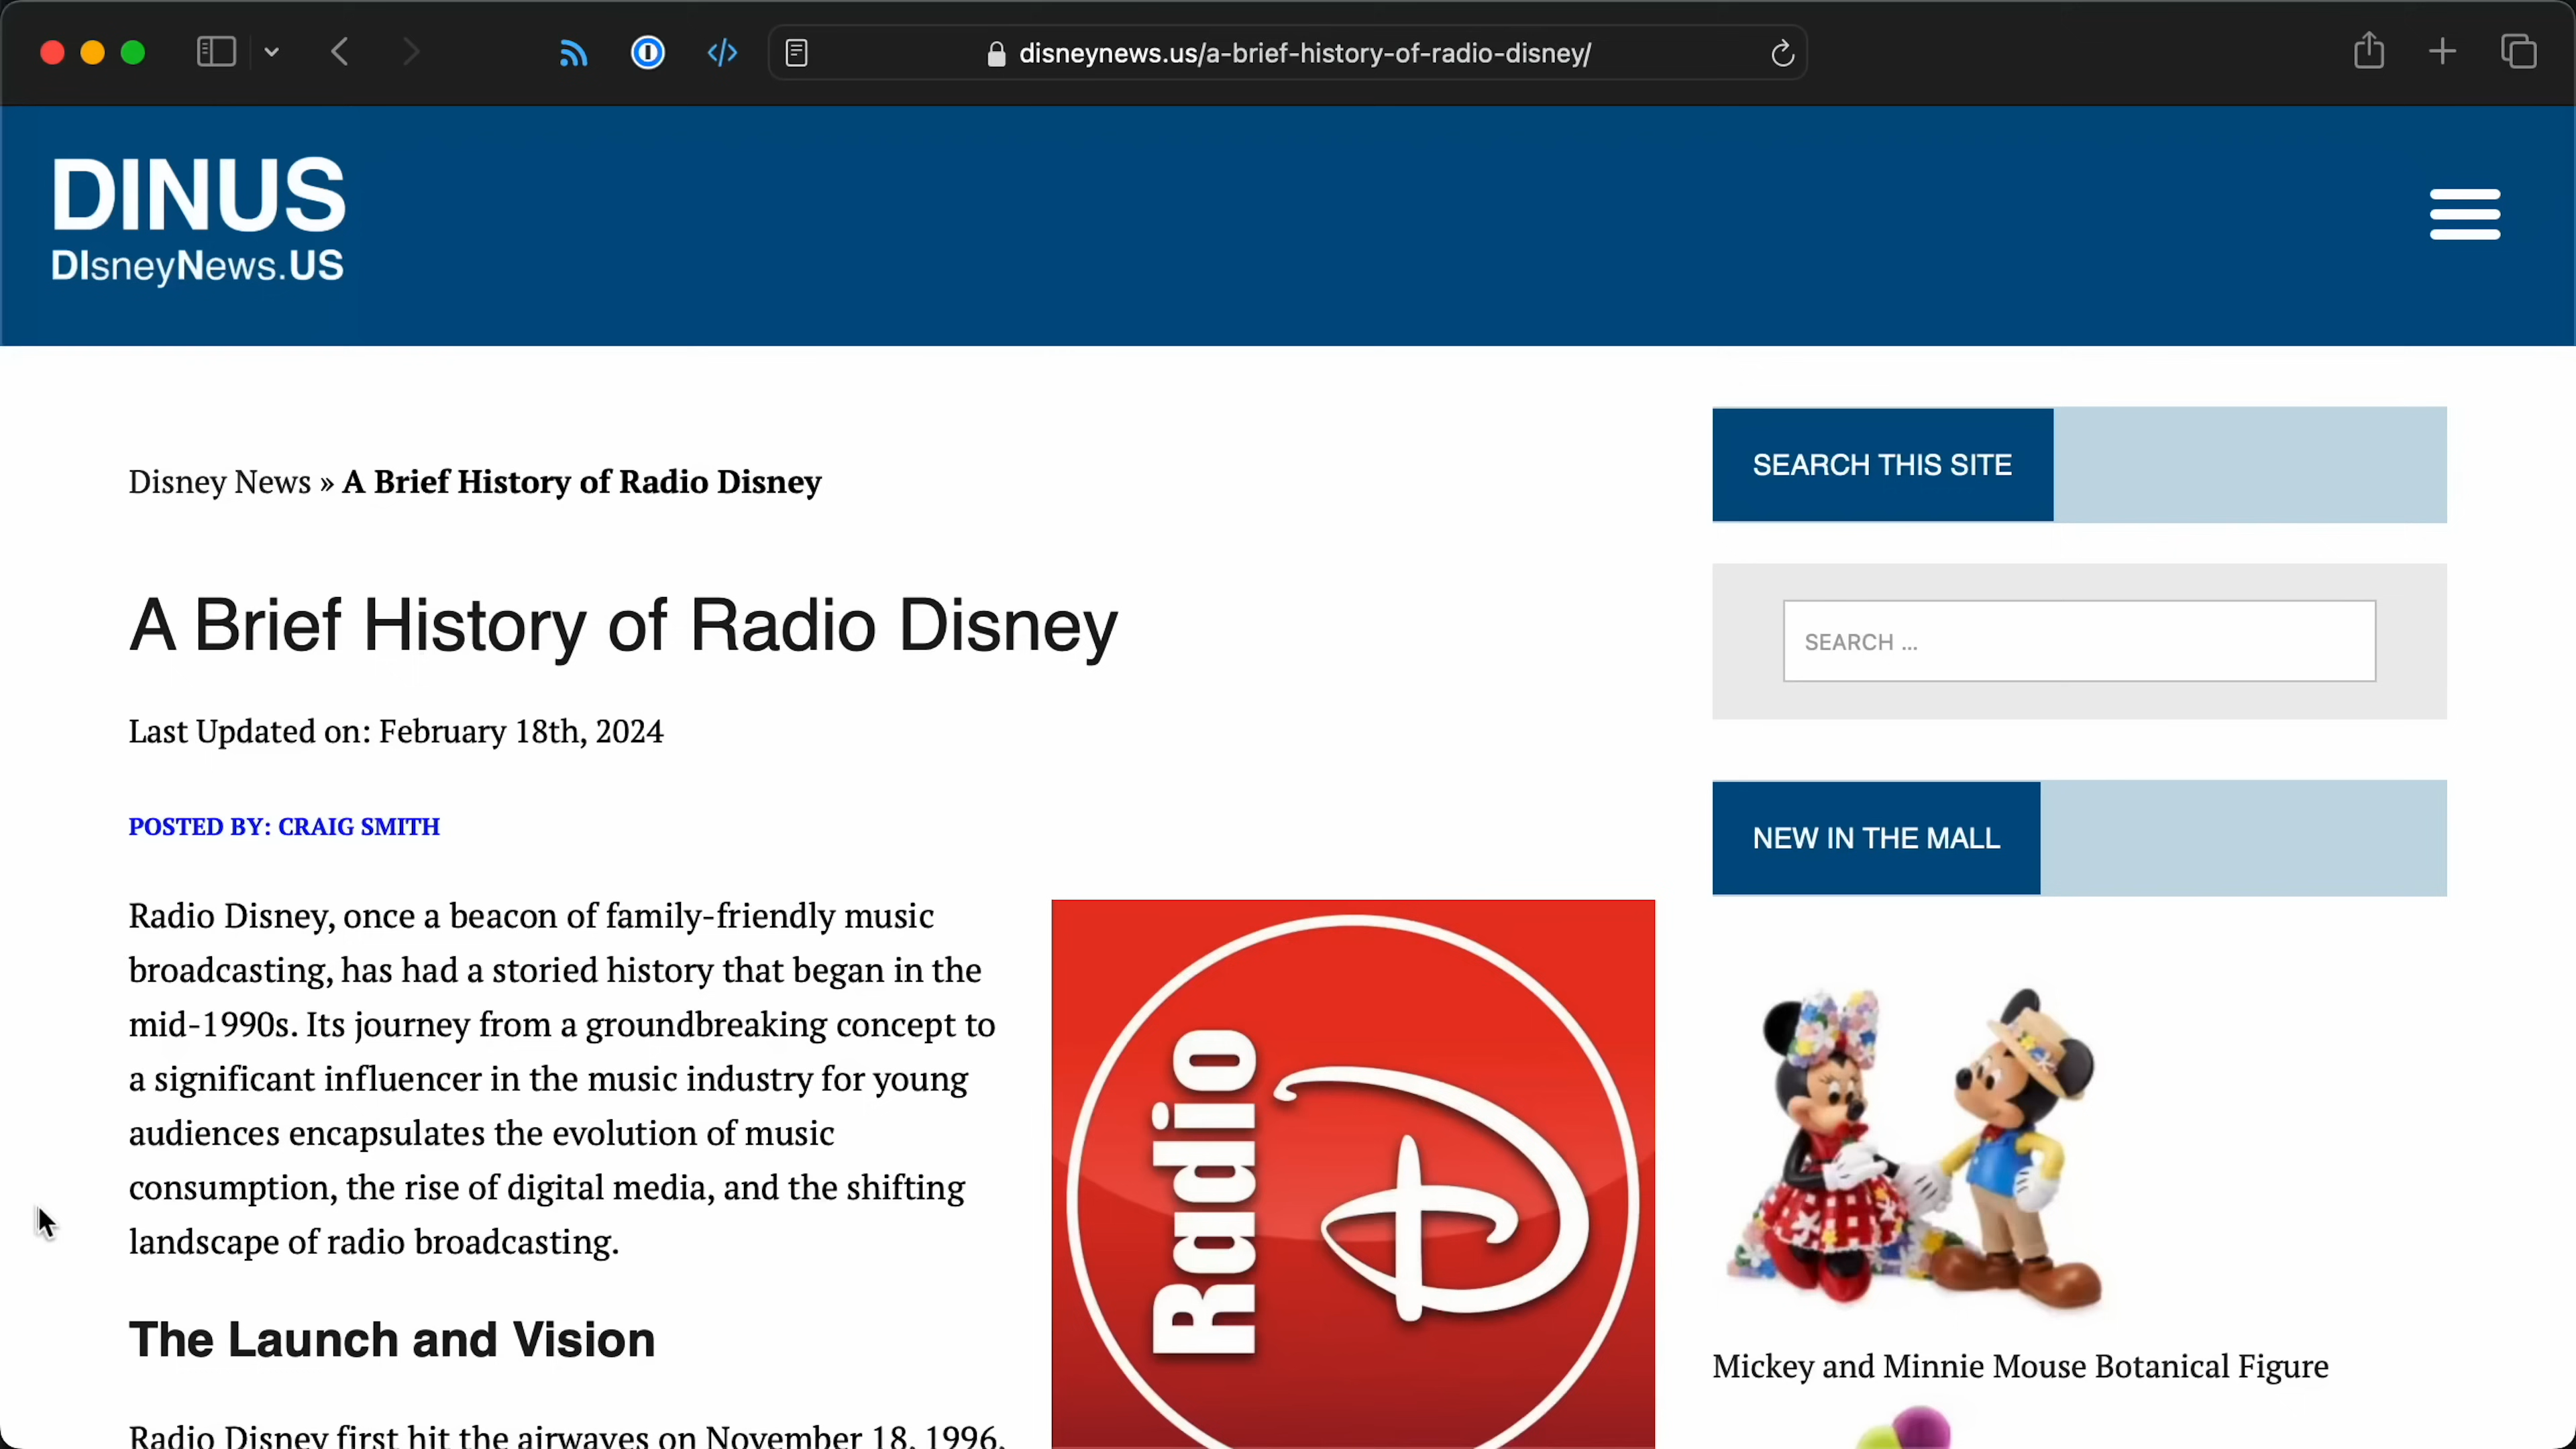 disneynews.us/a-brief-history-of-radio-disney/
DINUS
DIsneyNews.US
Disney News » A Brief History of Radio Disney
A Brief History of Radio Disney
Last Updated on: February 18th, 2024
POSTED BY: CRAIG SMITH
Radio Disney, once a beacon of family-friendly music
broadcasting, has had a storied history that began in the
mid-1990s. Its journey from a groundbreaking concept to
a significant influencer in the music industry for young
audiences encapsulates the evolution of music
consumption, the rise of digital media, and the shifting
landscape of radio broadcasting.
The Launch and Vision
Radio Disney first hit the airwaves on November 18, 1996,
Radio D
SEARCH THIS SITE
SEARCH ...
NEW IN THE MALL
Mickey and Minnie Mouse Botanical Figure